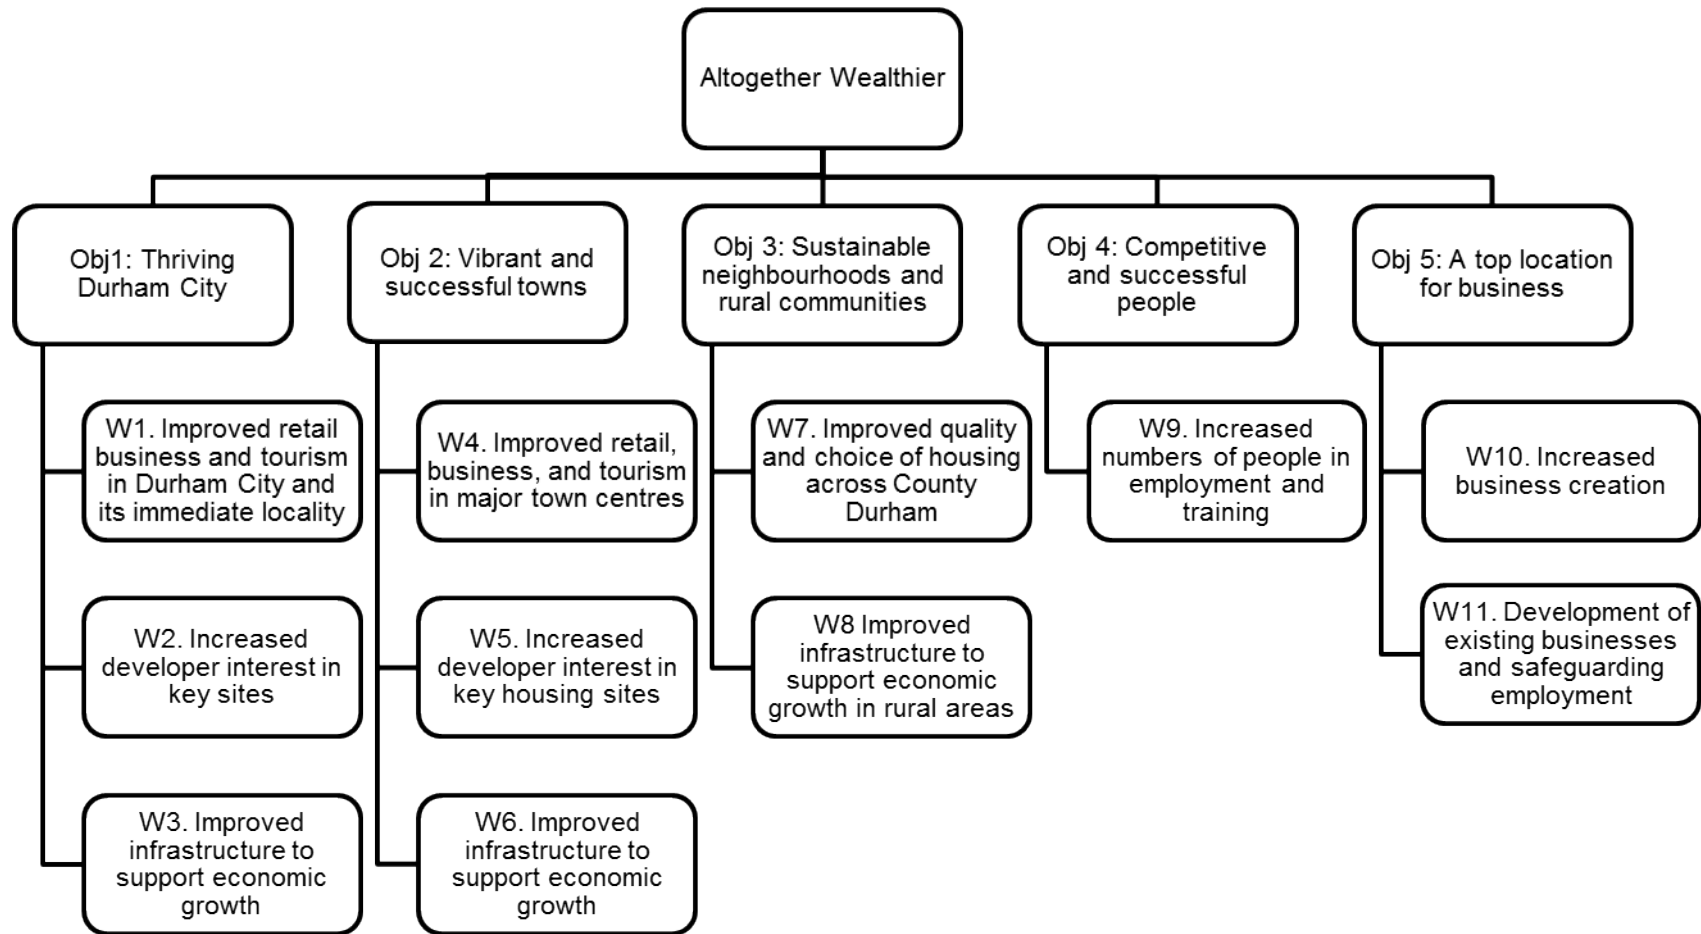 Altogether Wealthier
Obj1: Thriving
Durham City
Obj 2: Vibrant and
successful towns
Obj 3: Sustainable
neighbourhoods and
rural communities
Obj 4: Competitive
and successful
people
Obj 5: A top location
for business
W1. Improved retail
business and tourism
in Durham City and
its immediate locality
W2. Increased
developer interest in
key sites
W3. Improved
infrastructure to
support economic
growth
W4. Improved retail,
business, and tourism
in major town centres
W5. Increased
developer interest in
key housing sites
W6. Improved
infrastructure to
support economic
growth
W7. Improved quality
and choice of housing
across County
Durham
W8 Improved
infrastructure to
support economic
growth in rural areas
W9. Increased
numbers of people in
employment and
training
W10. Increased
business creation
W11. Development of
existing businesses
and safeguarding
employment